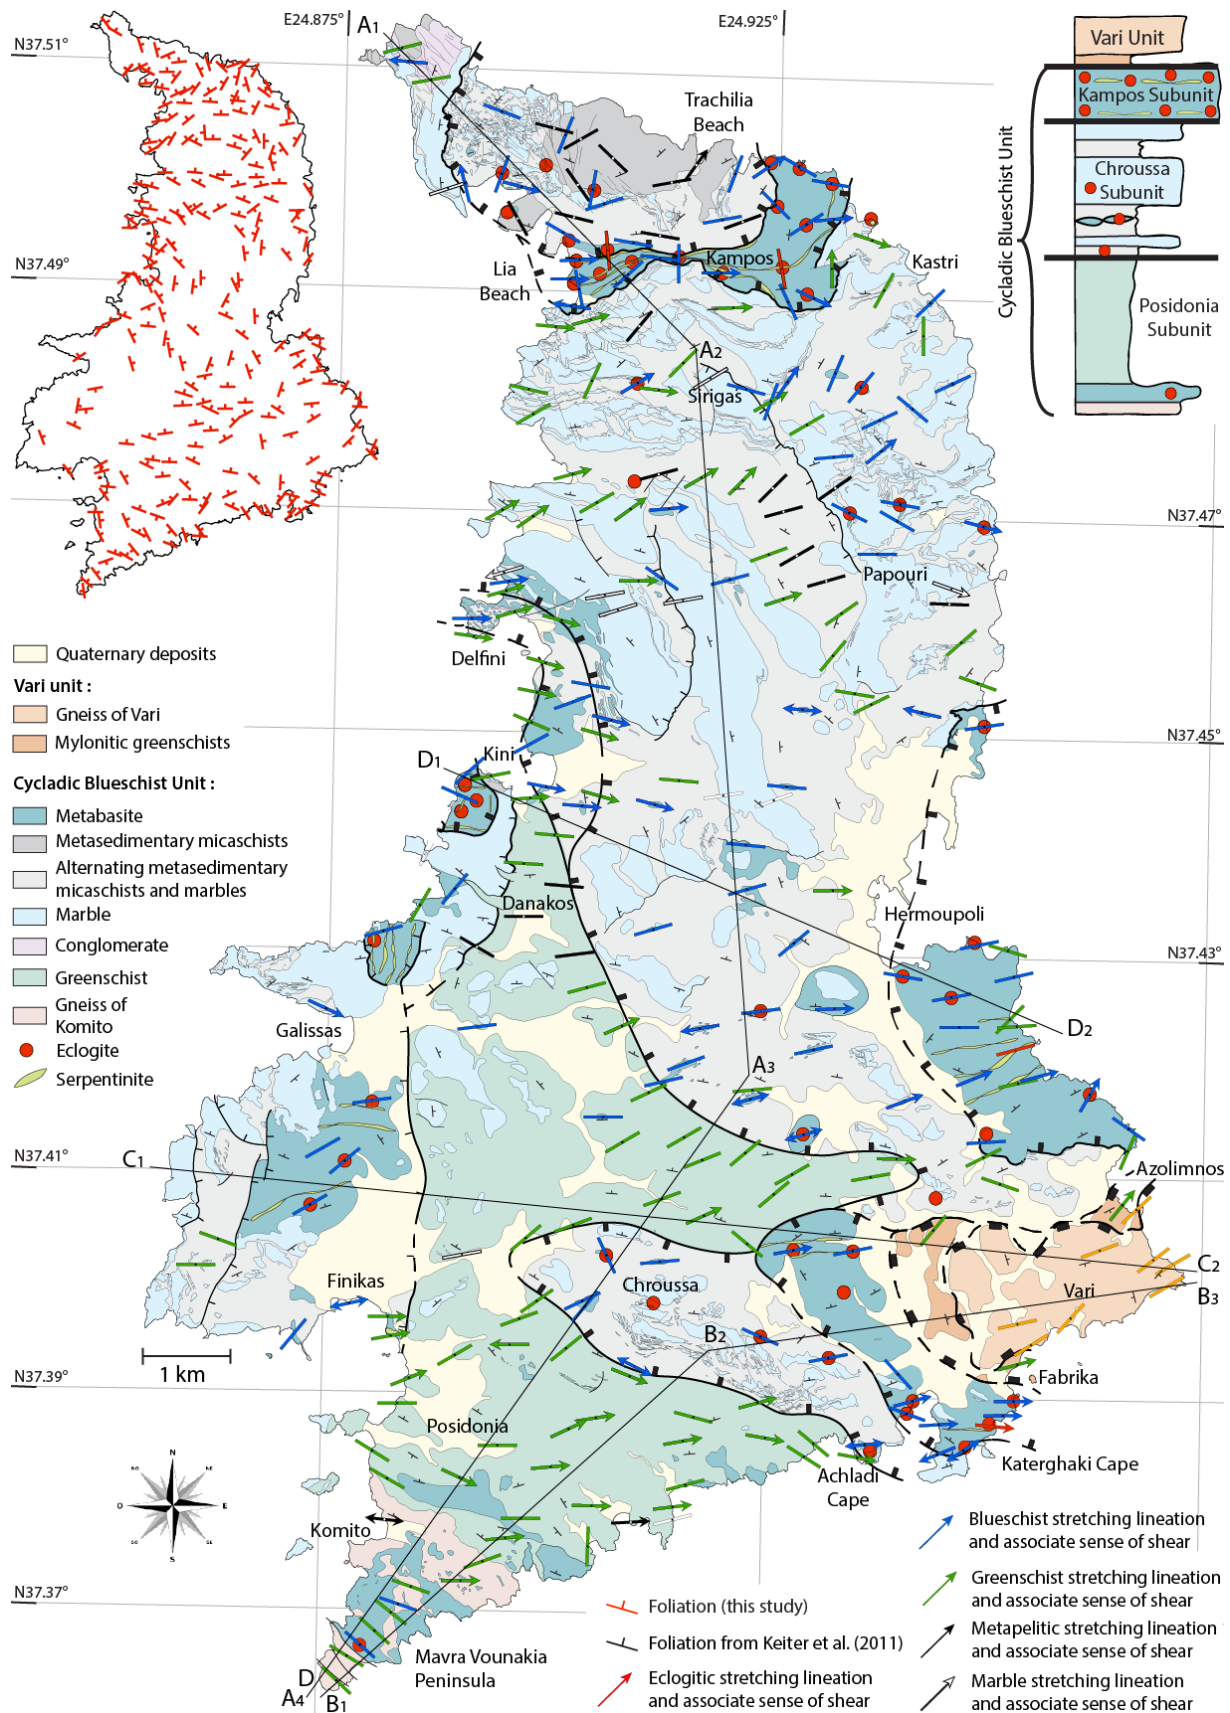 E24.875°
E24.925°
N37.51°
A1
Vari Unit
Kampos Subunit
Chroussa
Subunit
Posidonia
Subunit
Cycladic Blueschist Unit
Trachilia
Beach
N37.49°
Lia
Beach
Kampos
Kastri
A2
Sirigas
N37.47°
Papouri
Delfini
Quaternary deposits
Vari unit :
Gneiss of Vari
Mylonitic greenschists
Cycladic Blueschist Unit :
Metabasite
Metasedimentary micaschists
Alternating metasedimentary
micaschists and marbles
Marble
Conglomerate
Greenschist
Gneiss of
Komito
Eclogite
Serpentinite
N37.45°
D1
Kini
Danakos
Hermoupoli
N37.43°
Galissas
D2
A3
N37.41°
C1
Azolimnos
C2
B3
Finikas
Chroussa
Vari
B2
1 km
N37.39°
Fabrika
Posidonia
Achladi
Cape
Katerghaki Cape
N
NO
NE
O
E
SO
SE
S
Komito
N37.37°
Mavra Vounakia
Peninsula
D
A4
B1
Foliation (this study)
Foliation from Keiter et al. (2011)
Eclogitic stretching lineation
and associate sense of shear
Blueschist stretching lineation
and associate sense of shear
Greenschist stretching lineation
and associate sense of shear
Metapelitic stretching lineation
and associate sense of shear
Marble stretching lineation
and associate sense of shear